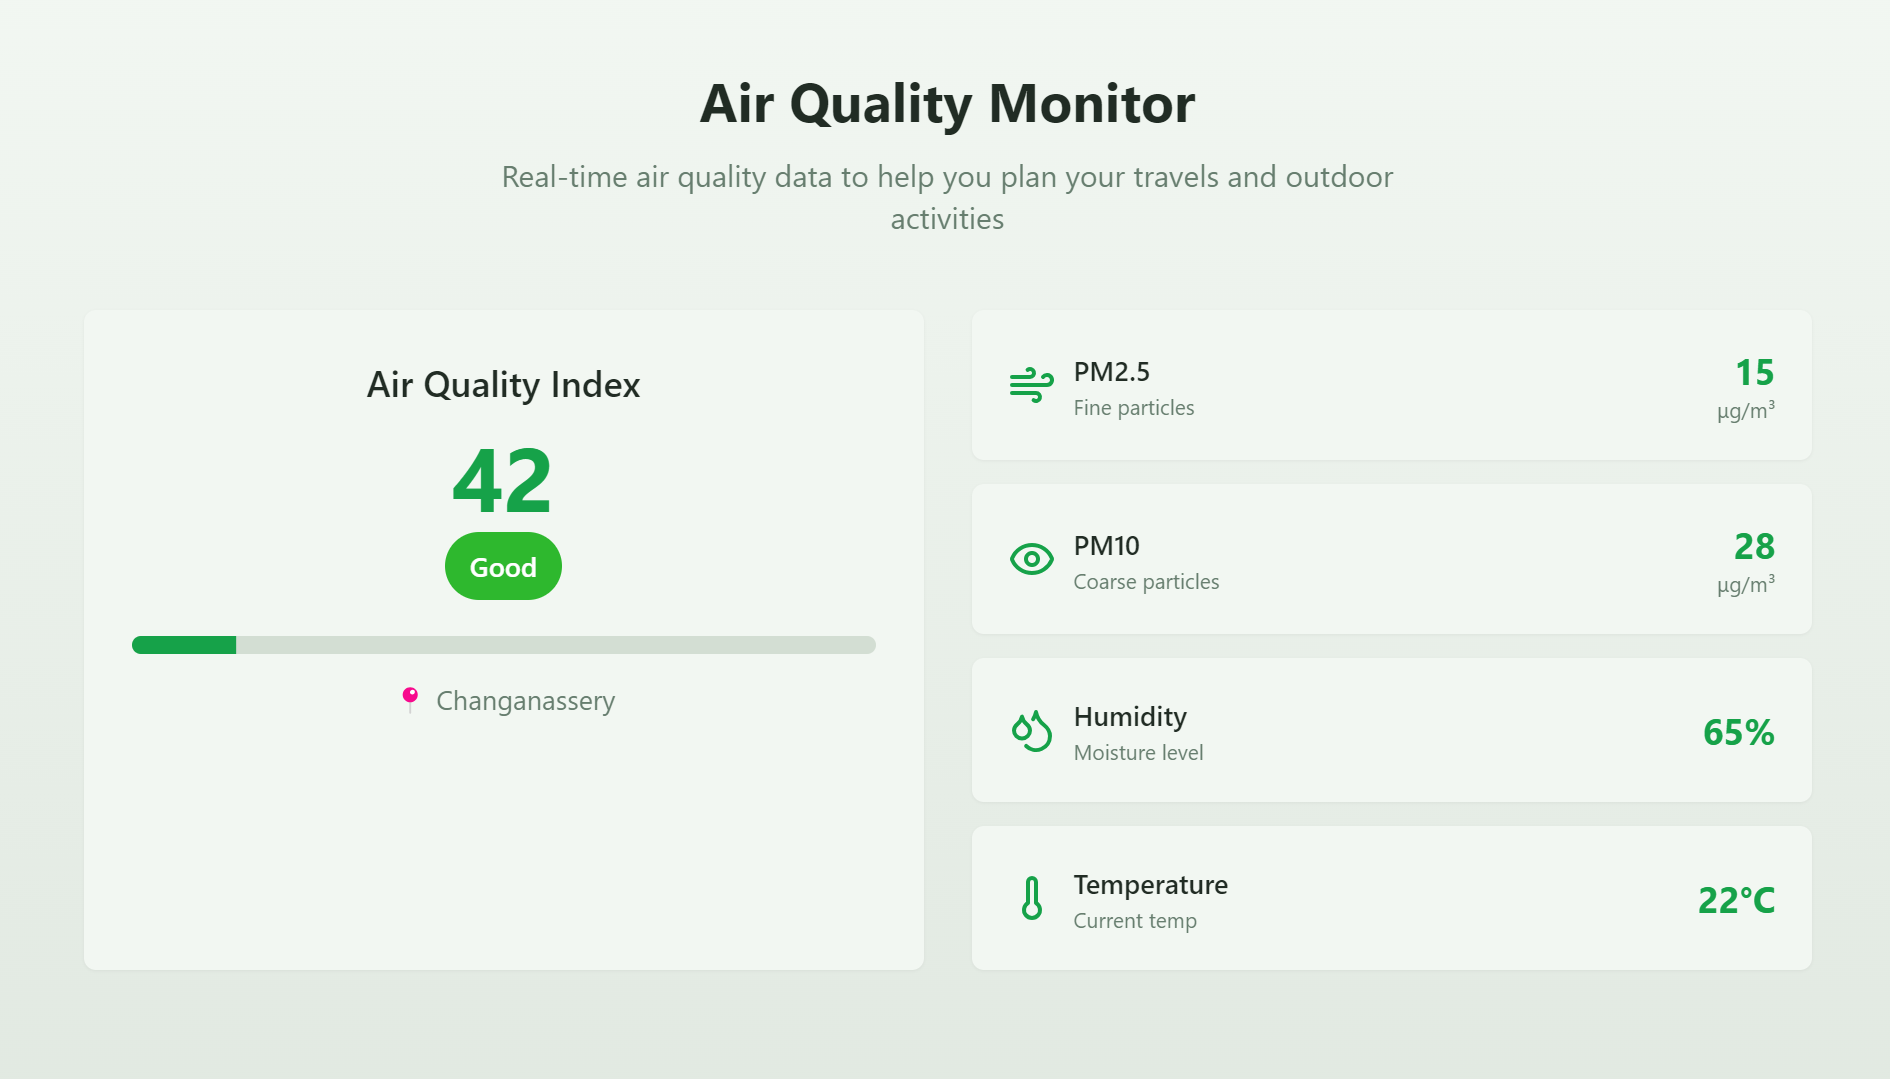 Air Quality Monitor
Real-time air quality data to help you plan your travels and outdoor
activities
Air Quality Index
42
Good
Changanassery
PM2.5
Fine particles
15
µg/m³
PM10
Coarse particles
28
µg/m³
Humidity
Moisture level
65%
Temperature
Current temp
22°C